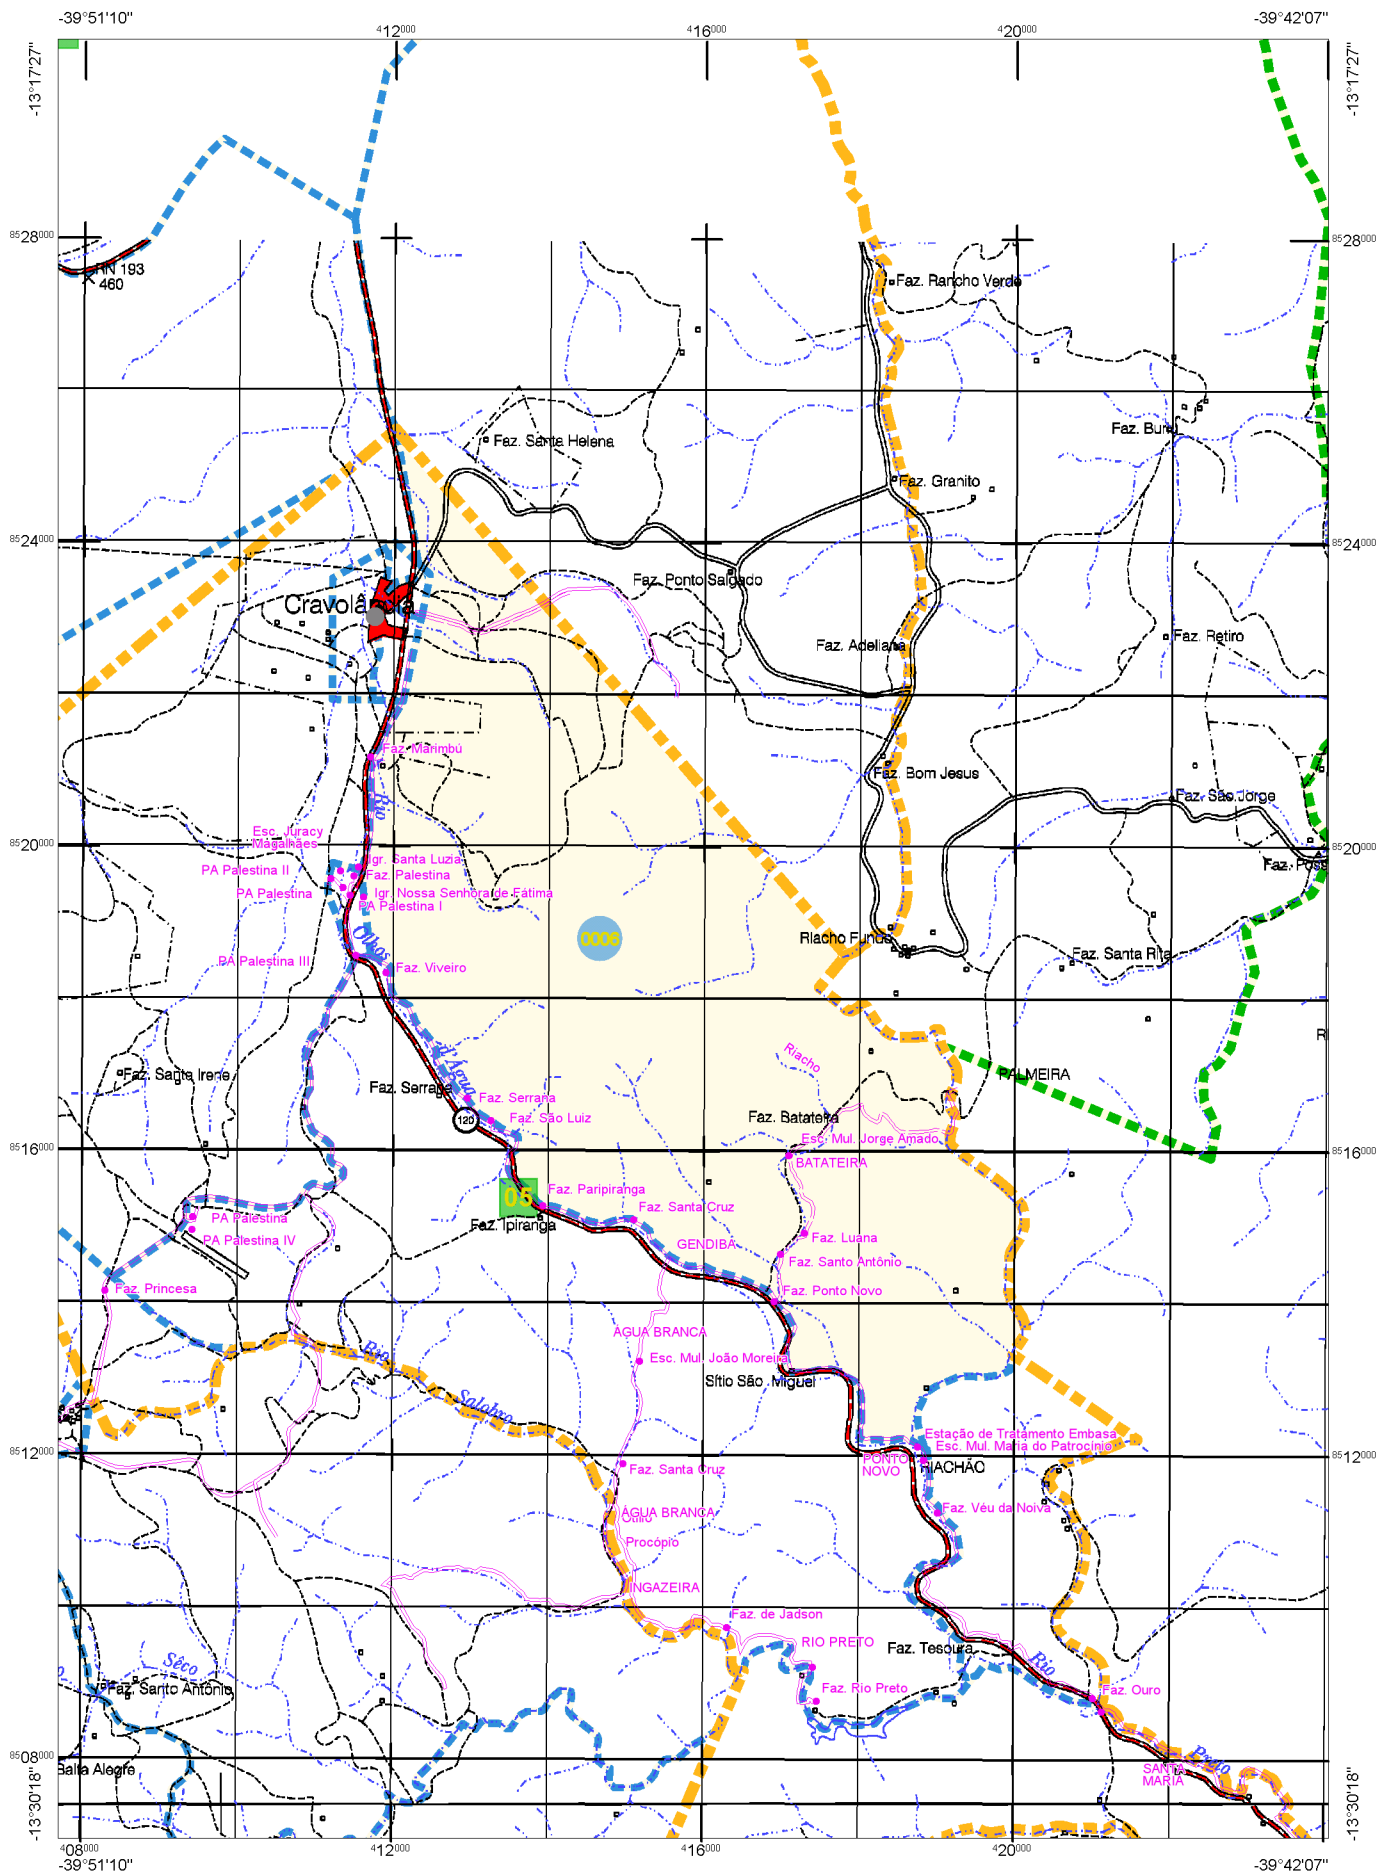 -39°51'10"
-39°42'07"
412000
416000
420000
-13°17'27"
-13°17'27"
8528000
8528000
RN 193
460
Faz. Rancho Verde
Faz. Santa Helena
Faz. Granito
8524000
8524000
Faz. Ponto Salgado
Cravolândia
Faz. Adeliana
Faz. Retiro
Faz. Marimbú
Faz. Bom Jesus
Faz. São Jorge
Rio
Esc. Juracy
Magalhães
8520000
8520000
Igr. Santa Luzia
PA Palestina II
Faz. Palestina
PA Palestina
Igr. Nossa Senhora de Fátima
PA Palestina I
Olhos
0006
Riacho Fundo
PA Palestina III
Faz. Viveiro
Faz. Santa Rita
R
d'Água
Riacho
Faz. Santa Irene
PALMEIRA
Faz. Serrana
Faz. Serrana
120
Faz. São Luiz
Faz. Batateira
Esc. Mul. Jorge Amado
8516000
8516000
BATATEIRA
05
Faz. Paripiranga
PA Palestina
Faz. Santa Cruz
Faz. Ipiranga
PA Palestina IV
GENDIBA
Faz. Luana
Faz. Santo Antônio
Faz. Princesa
Faz. Ponto Novo
ÁGUA BRANCA
Rio
Esc. Mul. João Moreira
Sítio São Miguel
Salobro
Estação de Tratamento Embasa
Esc. Mul. Maria do Patrocínio
8512000
8512000
PONTO
NOVO
RIACHÃO
Faz. Santa Cruz
Faz. Véu da Noiva
ÁGUA BRANCA
Procópio
INGAZEIRA
Faz. de Jadson
RIO PRETO
Faz. Tesoura
Rio
Sêco
Faz. Santo Antônio
Faz. Rio Preto
Faz. Ouro
Preto
8508000
8508000
Balta Alegre
SANTA
MARIA
-13°30'18"
-13°30'18"
408000
412000
416000
420000
-39°51'10"
-39°42'07"